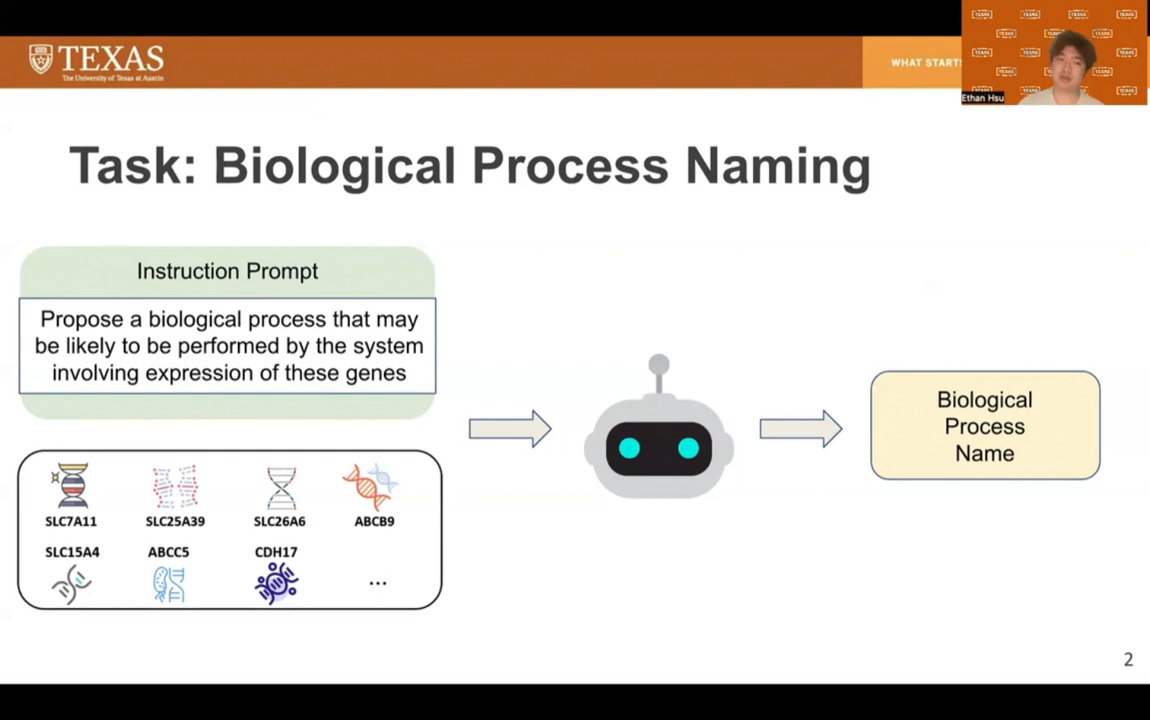 TEXAS
The University of Texas at Austin
WHAT START
Ethan Hsu
Task: Biological Process Naming
Instruction Prompt
Propose a biological process that may
be likely to be performed by the system
involving expression of these genes
SLC7A11 SLC25A39 SLC26A6 ABCB9
SLC15A4 ABCC5 CDH17
...
Biological
Process
Name
2